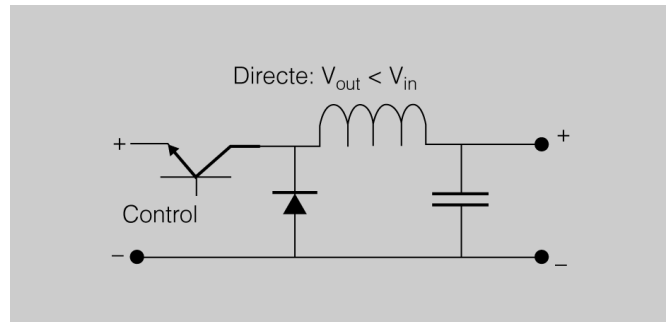 Directe: Vout < Vin
+
+
Control
–
–